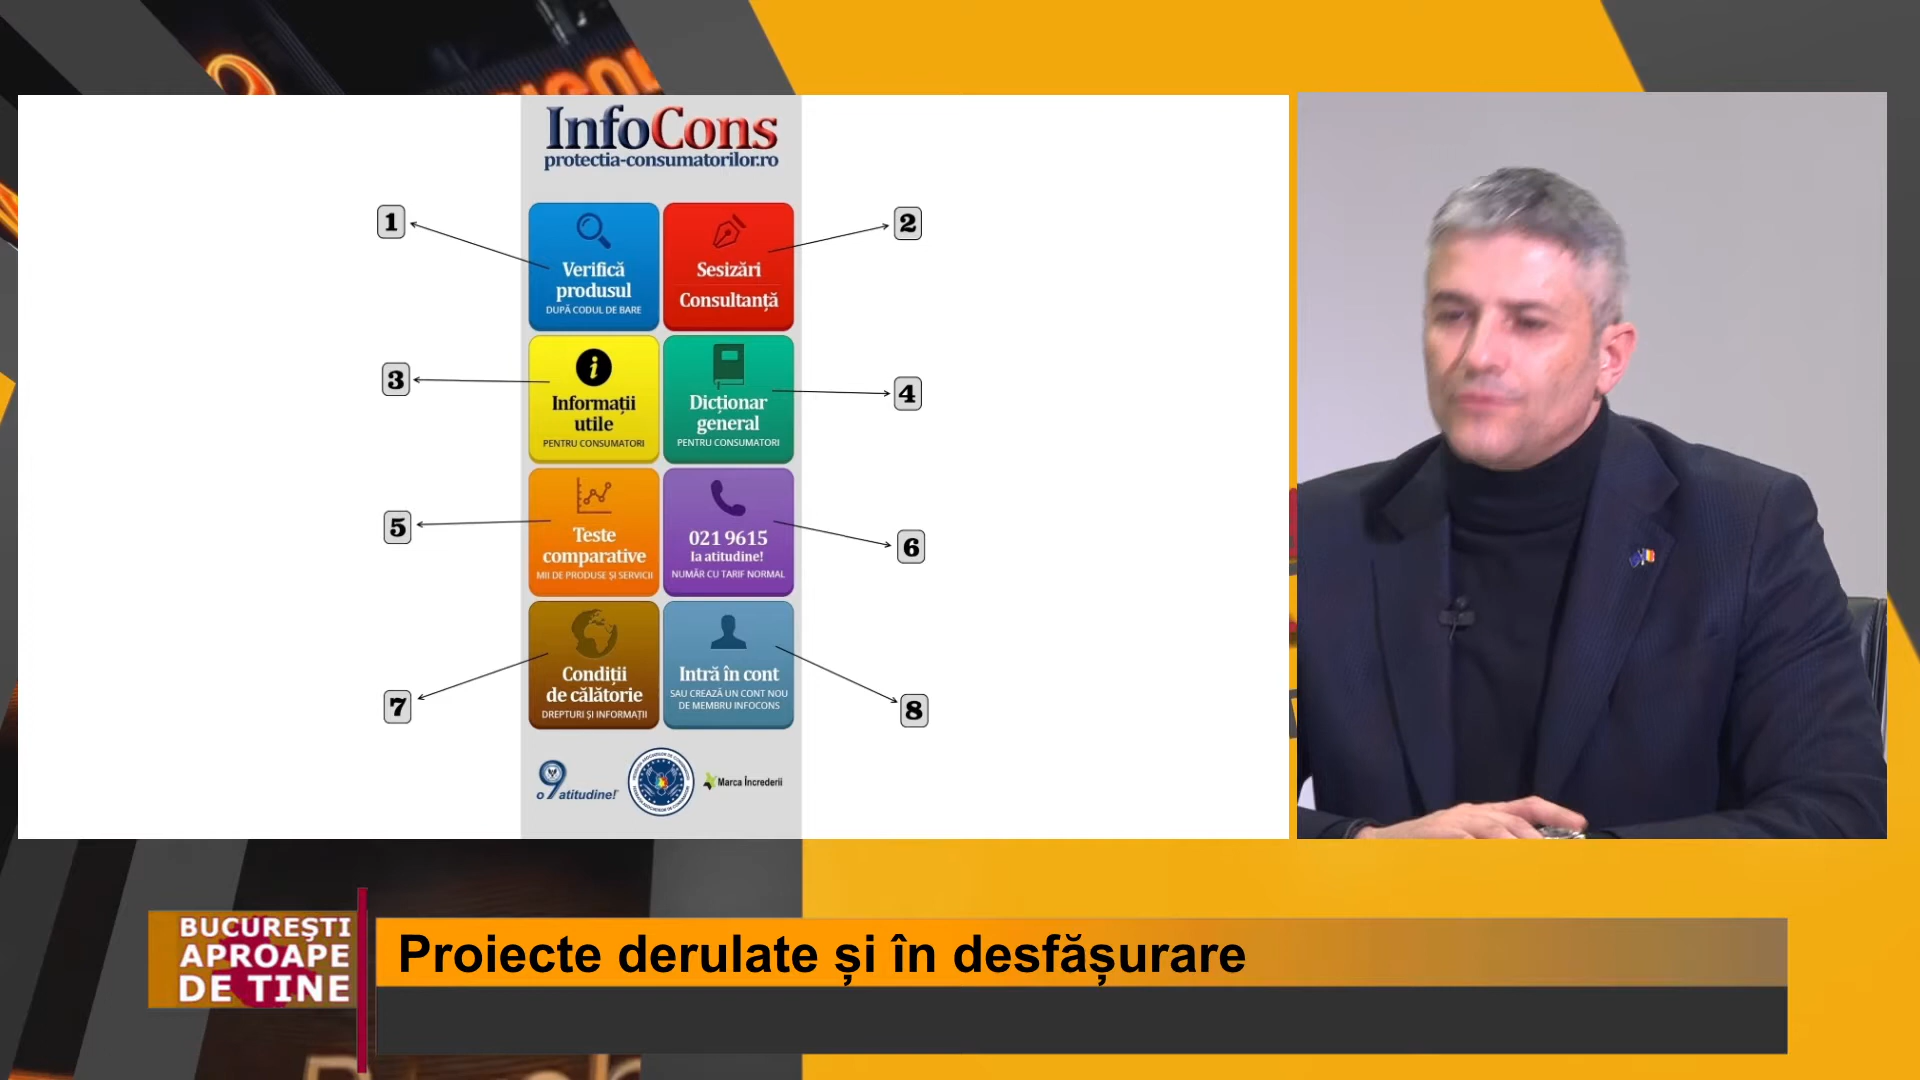 InfoCons
protectia-consumatorilor.ro
1
2
Verifică
produsul
DUPĂ CODUL DE BARE
Sesizări
Consultanță
3
4
Informații
utile
PENTRU CONSUMATORI
Dicționar
general
PENTRU CONSUMATORI
5
6
Teste
comparative
MII DE PRODUSE ȘI SERVICII
021 9615
Ia atitudine!
NUMĂR CU TARIF NORMAL
7
8
Condiții
de călătorie
DREPTURI ȘI INFORMAȚII
Intră în cont
SAU CREAZĂ UN CONT NOU
DE MEMBRU INFOCONS
o 9 atitudine!
Marca Încrederii
BUCUREŞTI
APROAPE
DE TINE
Proiecte derulate și în desfășurare